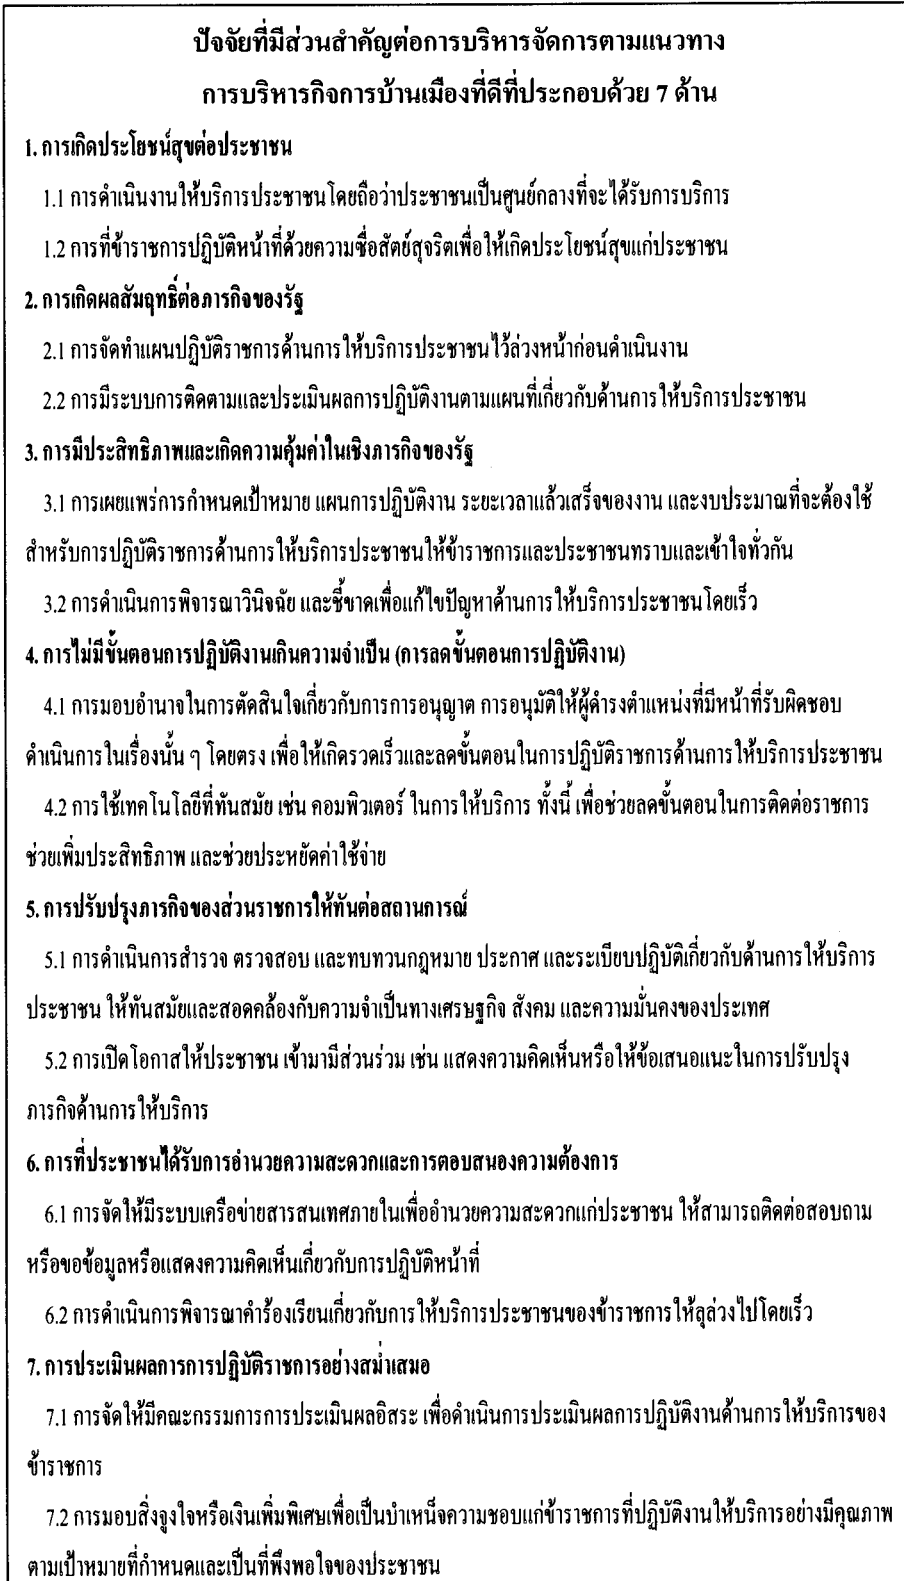 ปัจจัยที่มีส่วนสำคัญต่อการบริหารจัดการตามแนวทาง
การบริหารกิจการบ้านเมืองที่ดีที่ประกอบด้วย 7 ด้าน
1. การเกิดประโยชน์สุขต่อประชาชน
1.1 การดำเนินงานให้บริการประชาชนโดยถือว่าประชาชนเป็นศูนย์กลางที่จะได้รับการบริการ
1.2 การที่ข้าราชการปฏิบัติหน้าที่ด้วยความซื่อสัตย์สุจริตเพื่อให้เกิดประโยชน์สุขแก่ประชาชน
2. การเกิดผลสัมฤทธิ์ต่อภารกิจของรัฐ
2.1 การจัดทำแผนปฏิบัติราชการด้านการให้บริการประชาชนไว้ล่วงหน้าก่อนดำเนินงาน
2.2 การมีระบบการติดตามและประเมินผลการปฏิบัติงานตามแผนที่เกี่ยวกับด้านการให้บริการประชาชน
3. การมีประสิทธิภาพและเกิดความคุ้มค่าในเชิงภารกิจของรัฐ
3.1 การเผยแพร่การกำหนดเป้าหมาย แผนการปฏิบัติงาน ระยะเวลาแล้วเสร็จของงาน และงบประมาณที่จะต้องใช้
สำหรับการปฏิบัติราชการด้านการให้บริการประชาชนให้ข้าราชการและประชาชนทราบและเข้าใจทั่วกัน
3.2 การดำเนินการพิจารณาวินิจฉัย และชี้ขาดเพื่อแก้ไขปัญหาด้านการให้บริการประชาชนโดยเร็ว
4. การไม่มีขั้นตอนการปฏิบัติงานเกินความจำเป็น (การลดขั้นตอนการปฏิบัติงาน)
4.1 การมอบอำนาจในการตัดสินใจเกี่ยวกับการการอนุญาต การอนุมัติให้ผู้ดำรงตำแหน่งที่มีหน้าที่รับผิดชอบ
ดำเนินการในเรื่องนั้น ๆ โดยตรง เพื่อให้เกิดรวดเร็วและลดขั้นตอนในการปฏิบัติราชการด้านการให้บริการประชาชน
4.2 การใช้เทคโนโลยีที่ทันสมัย เช่น คอมพิวเตอร์ ในการให้บริการ ทั้งนี้ เพื่อช่วยลดขั้นตอนในการติดต่อราชการ
ช่วยเพิ่มประสิทธิภาพ และช่วยประหยัดค่าใช้จ่าย
5. การปรับปรุงภารกิจของส่วนราชการให้ทันต่อสถานการณ์
5.1 การดำเนินการสำรวจ ตรวจสอบ และทบทวนกฎหมาย ประกาศ และระเบียบปฏิบัติเกี่ยวกับด้านการให้บริการ
ประชาชน ให้ทันสมัยและสอดคล้องกับความจำเป็นทางเศรษฐกิจ สังคม และความมั่นคงของประเทศ
5.2 การเปิดโอกาสให้ประชาชน เข้ามามีส่วนร่วม เช่น แสดงความคิดเห็นหรือให้ข้อเสนอแนะในการปรับปรุง
ภารกิจด้านการให้บริการ
6. การที่ประชาชนได้รับการอำนวยความสะดวกและการตอบสนองความต้องการ
6.1 การจัดให้มีระบบเครือข่ายสารสนเทศภายในเพื่ออำนวยความสะดวกแก่ประชาชน ให้สามารถติดต่อสอบถาม
หรือขอข้อมูลหรือแสดงความคิดเห็นเกี่ยวกับการปฏิบัติหน้าที่
6.2 การดำเนินการพิจารณาคำร้องเรียนเกี่ยวกับการให้บริการประชาชนของข้าราชการให้ลุล่วงไปโดยเร็ว
7. การประเมินผลการการปฏิบัติราชการอย่างสม่ำเสมอ
7.1 การจัดให้มีคณะกรรมการการประเมินผลอิสระ เพื่อดำเนินการประเมินผลการปฏิบัติงานด้านการให้บริการของ
ข้าราชการ
7.2 การมอบสิ่งจูงใจหรือเงินเพิ่มพิเศษเพื่อเป็นบำเหน็จความชอบแก่ข้าราชการที่ปฏิบัติงานให้บริการอย่างมีคุณภาพ
ตามเป้าหมายที่กำหนดและเป็นที่พึงพอใจของประชาชน